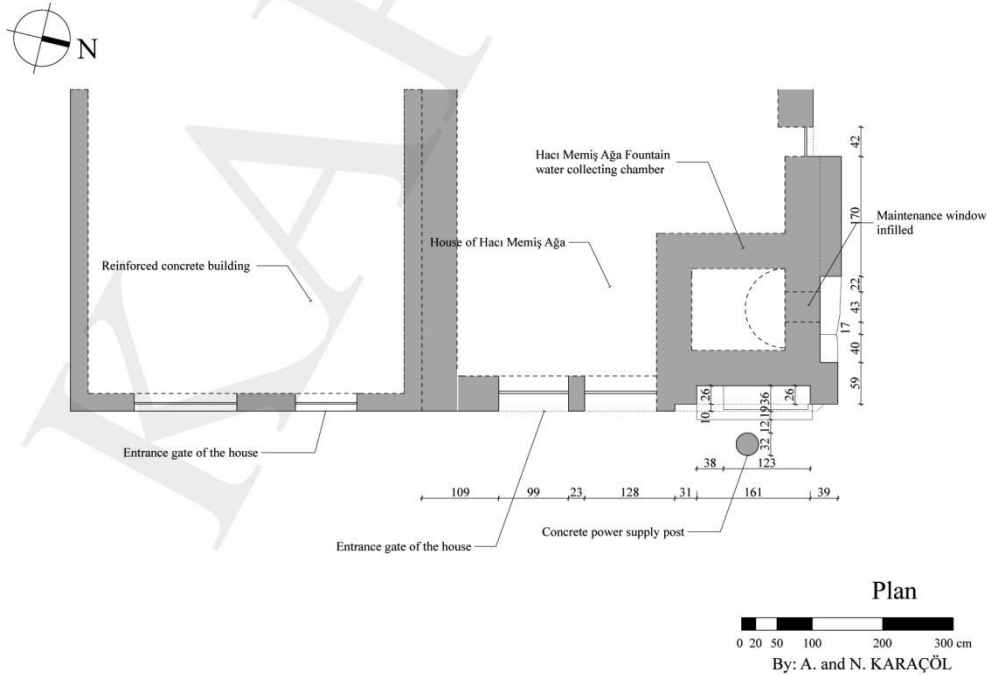 N
Hacı Memiş Ağa Fountain
water collecting chamber
Maintenance window
infilled
House of Hacı Memiş Ağa
Reinforced concrete building
42
170
22
43
17
40
59
26
36
26
10
19
12
32
38
123
109
99
23
128
31
161
39
Entrance gate of the house
Entrance gate of the house
Concrete power supply post
Plan
0 20 50 100 200 300 cm
By: A. and N. KARAÇÖL